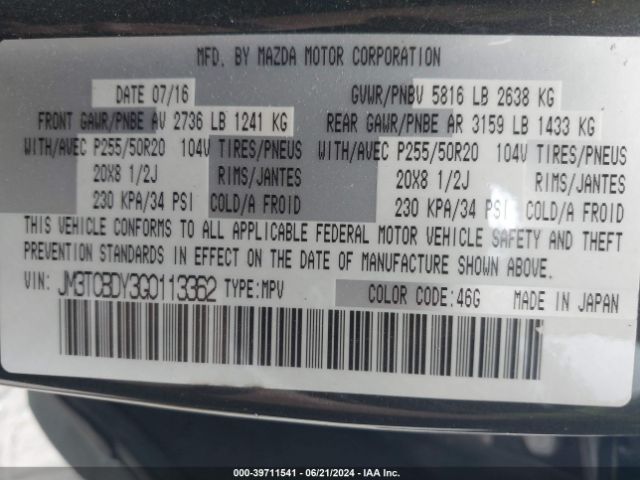 MFD. BY MAZDA MOTOR CORPORATION
DATE 07/16 GVWR/PNBV 5816 LB 2638 KG
FRONT GAWR/PNBE AV 2736 LB 1241 KG REAR GAWR/PNBE AR 3159 LB 1433 KG
WITH/AVEC P255/50R20 104V TIRES/PNEUS WITH/AVEC P255/50R20 104V TIRES/PNEUS
20X8 1/2J RIMS/JANTES 20X8 1/2J RIMS/JANTES
230 KPA/34 PSI COLD/A FROID 230 KPA/34 PSI COLD/A FROID
THIS VEHICLE CONFORMS TO ALL APPLICABLE FEDERAL MOTOR VEHICLE SAFETY AND THEFT
PREVENTION STANDARDS IN EFFECT ON THE DATE OF MANUFACTURE SHOWN ABOVE.
VIN: JM3TCBDY3G0113362 TYPE:MPV COLOR CODE:46G MADE IN JAPAN
000-39711541 - 06/21/2024 - IAA Inc.